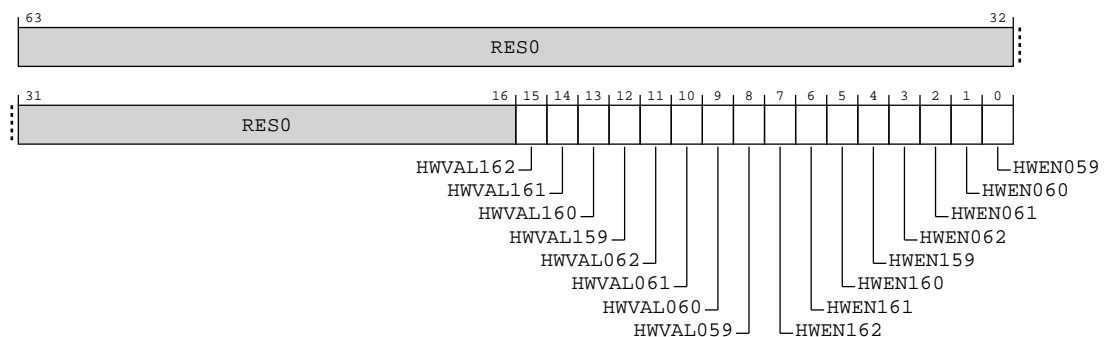 63 32
RES0
31 16 15 14 13 12 11 10 9 8 7 6 5 4 3 2 1 0
RES0
HWVAL162 HWEN059
HWVAL161 HWEN060
HWVAL160 HWEN061
HWVAL159 HWEN062
HWVAL062 HWEN159
HWVAL061 HWEN160
HWVAL060 HWEN161
HWVAL059 HWEN162